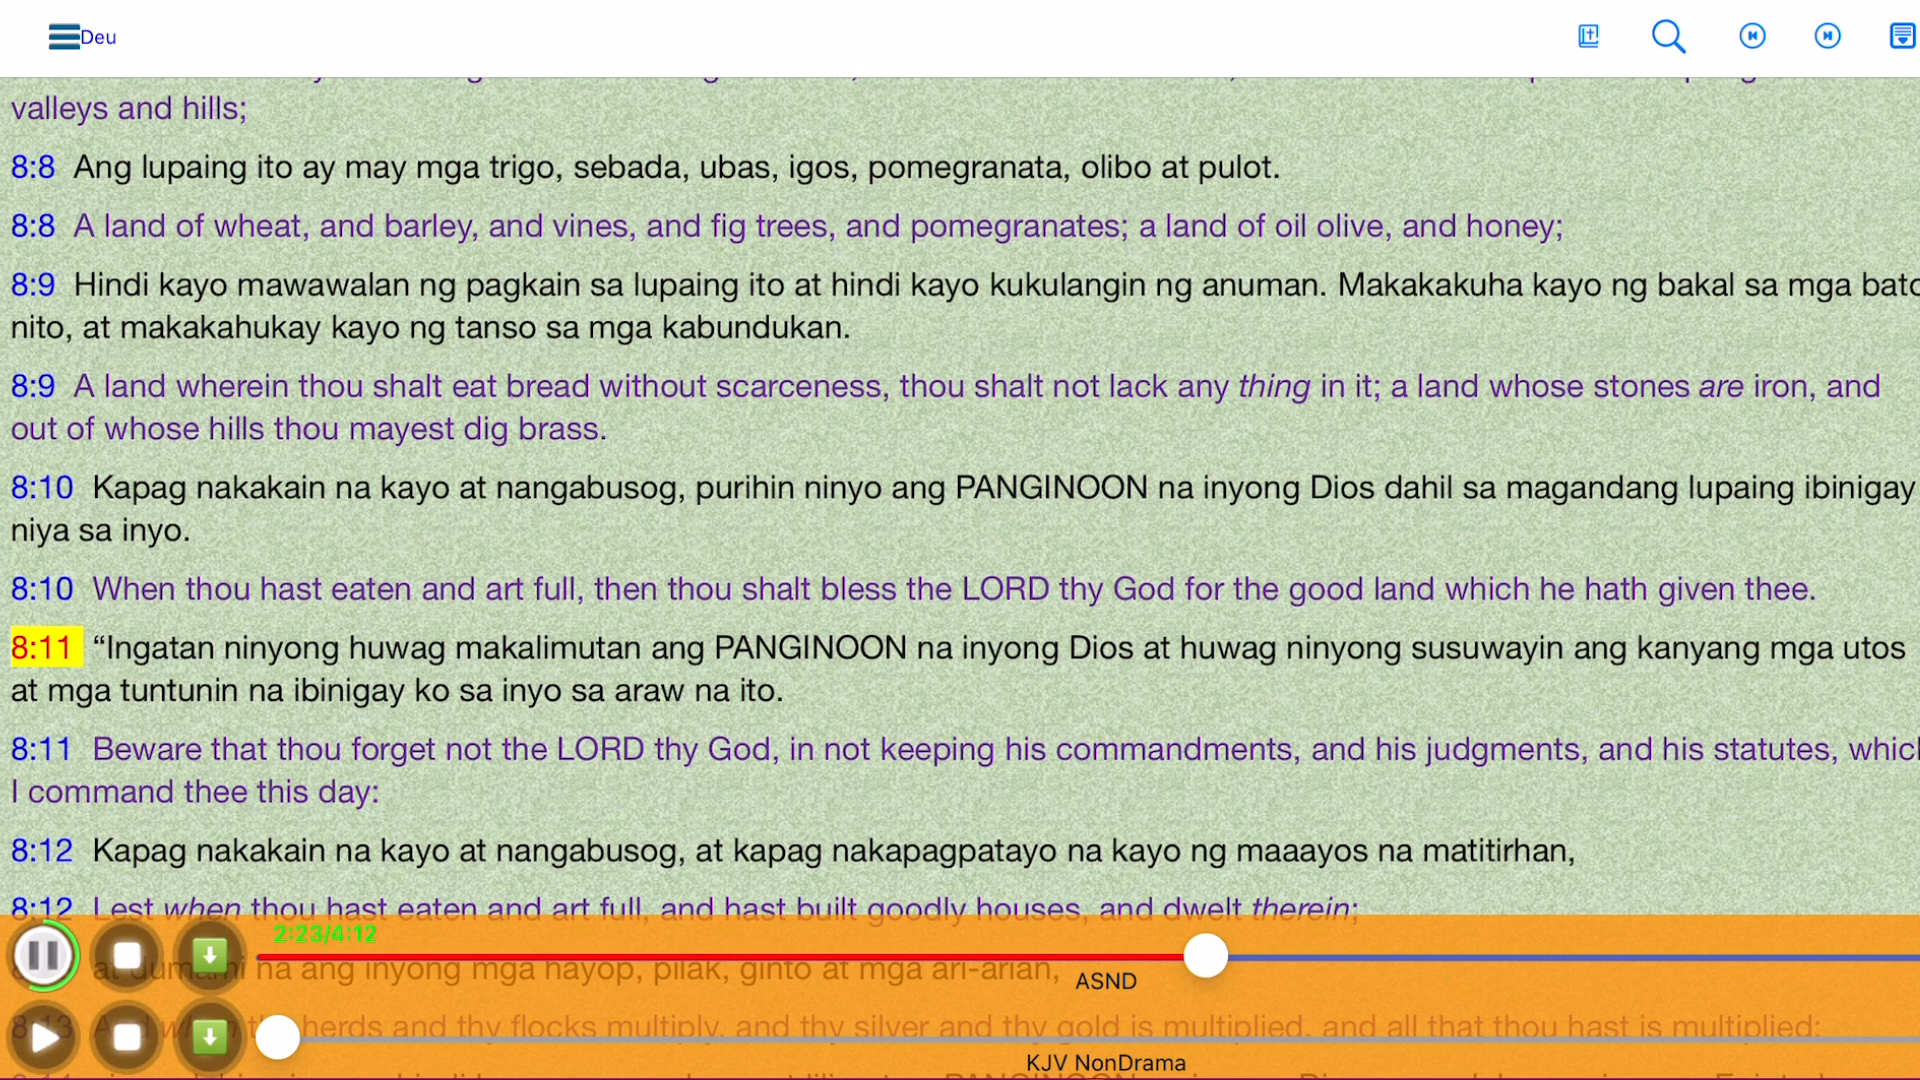 Deu
valleys and hills;
8:8 Ang lupaing ito ay may mga trigo, sebada, ubas, igos, pomegranata, olibo at pulot.
8:8 A land of wheat, and barley, and vines, and fig trees, and pomegranates; a land of oil olive, and honey;
8:9 Hindi kayo mawawalan ng pagkain sa lupaing ito at hindi kayo kukulangin ng anuman. Makakakuha kayo ng bakal sa mga bato
nito, at makakahukay kayo ng tanso sa mga kabundukan.
8:9 A land wherein thou shalt eat bread without scarceness, thou shalt not lack any thing in it; a land whose stones are iron, and
out of whose hills thou mayest dig brass.
8:10 Kapag nakakain na kayo at nangabusog, purihin ninyo ang PANGINOON na inyong Dios dahil sa magandang lupaing ibinigay
niya sa inyo.
8:10 When thou hast eaten and art full, then thou shalt bless the LORD thy God for the good land which he hath given thee.
8:11 “Ingatan ninyong huwag makalimutan ang PANGINOON na inyong Dios at huwag ninyong susuwayin ang kanyang mga utos
at mga tuntunin na ibinigay ko sa inyo sa araw na ito.
8:11 Beware that thou forget not the LORD thy God, in not keeping his commandments, and his judgments, and his statutes, which
I command thee this day:
8:12 Kapag nakakain na kayo at nangabusog, at kapag nakapagpatayo na kayo ng maaayos na matitirhan,
8:12 Lest when thou hast eaten and art full, and hast built goodly houses, and dwelt therein;
2:23/4:12
at dumami na ang inyong mga hayop, pilak, ginto at mga ari-arian,
ASND
8:13 herds and thy flocks multiply, and thy silver and thy gold is multiplied, and all that thou hast is multiplied;
KJV NonDrama